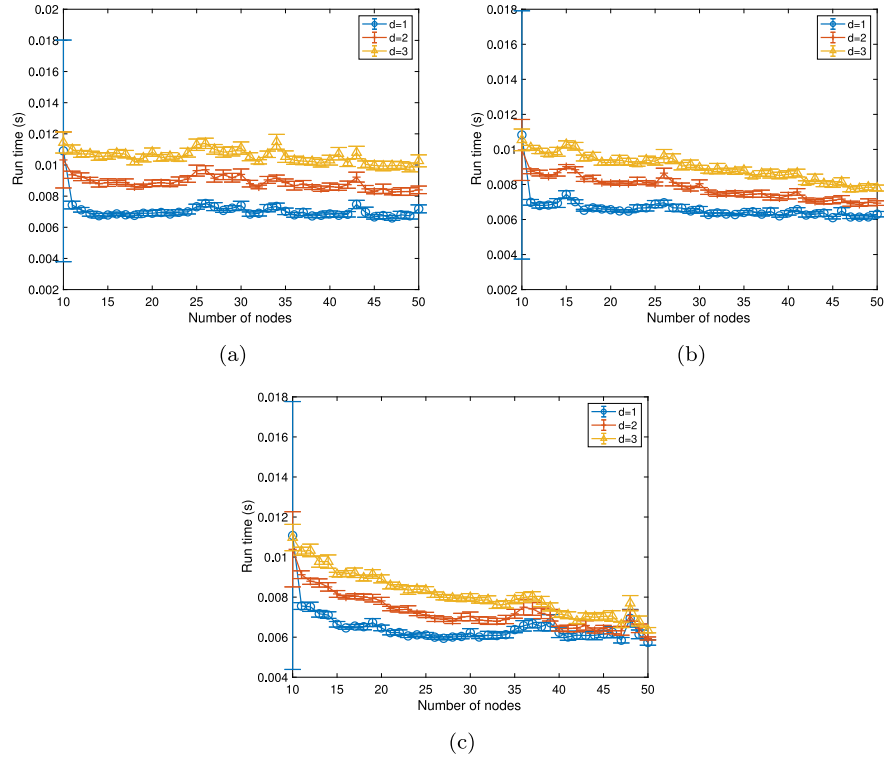 0.02
0.018
0.016
0.014
0.012
0.01
0.008
0.006
0.004
0.002
Run time (s)
10 15 20 25 30 35 40 45 50
Number of nodes
d=1
d=2
d=3
(a)
0.018
0.016
0.014
0.012
0.01
0.008
0.006
0.004
0.002
Run time (s)
10 15 20 25 30 35 40 45 50
Number of nodes
d=1
d=2
d=3
(b)
0.018
0.016
0.014
0.012
0.01
0.008
0.006
0.004
Run time (s)
10 15 20 25 30 35 40 45 50
Number of nodes
d=1
d=2
d=3
(c)